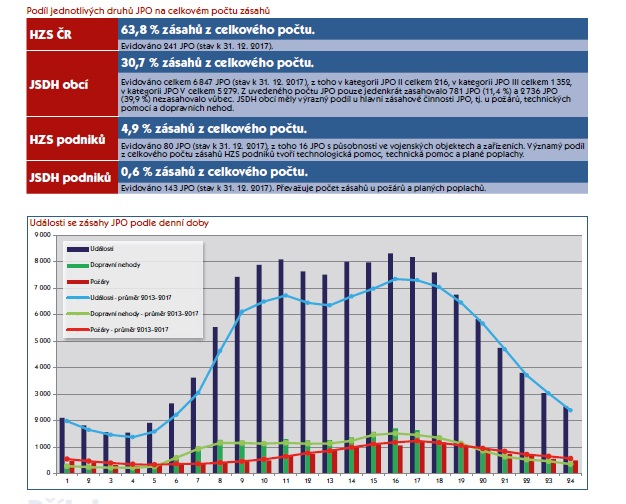 Podíl jednotlivých druhů JPO na celkovém počtu zásahů
HZS ČR
63,8 % zásahů z celkového počtu.
Evidováno 241 JPO (stav k 31. 12. 2017).
JSDH obcí
30,7 % zásahů z celkového počtu.
Evidováno celkem 6 847 JPO (stav k 31. 12. 2017), z toho v kategorii JPO II celkem 216, v kategorii JPO III celkem 1 352,
v kategorii JPO V celkem 5 279. Z uvedeného počtu JPO pouze jedenkrát zasahovalo 781 JPO (11,4 %) a 2 736 JPO
(39,9 %) nezasahovalo vůbec. JSDH obcí měly výrazný podíl u hlavní zásahové činnosti JPO, tj. u požárů, technických
pomocí a dopravních nehod.
HZS podniků
4,9 % zásahů z celkového počtu.
Evidováno 80 JPO (stav k 31. 12. 2017), z toho 16 JPO s působností ve vojenských objektech a zařízeních. Významný podíl
z celkového počtu zásahů HZS podniků tvoří technologická pomoc, technická pomoc a plané poplachy.
JSDH podniků
0,6 % zásahů z celkového počtu.
Evidováno 143 JPO (stav k 31. 12. 2017). Převažuje počet zásahů u požárů a planých poplachů.
Události se zásahy JPO podle denní doby
9 000
8 000
7 000
6 000
5 000
4 000
3 000
2 000
1 000
0
Události
Dopravní nehody
Požáry
Události - průměr 2013-2017
Dopravní nehody - průměr 2013-2017
Požáry - průměr 2013-2017
1 2 3 4 5 6 7 8 9 10 11 12 13 14 15 16 17 18 19 20 21 22 23 24